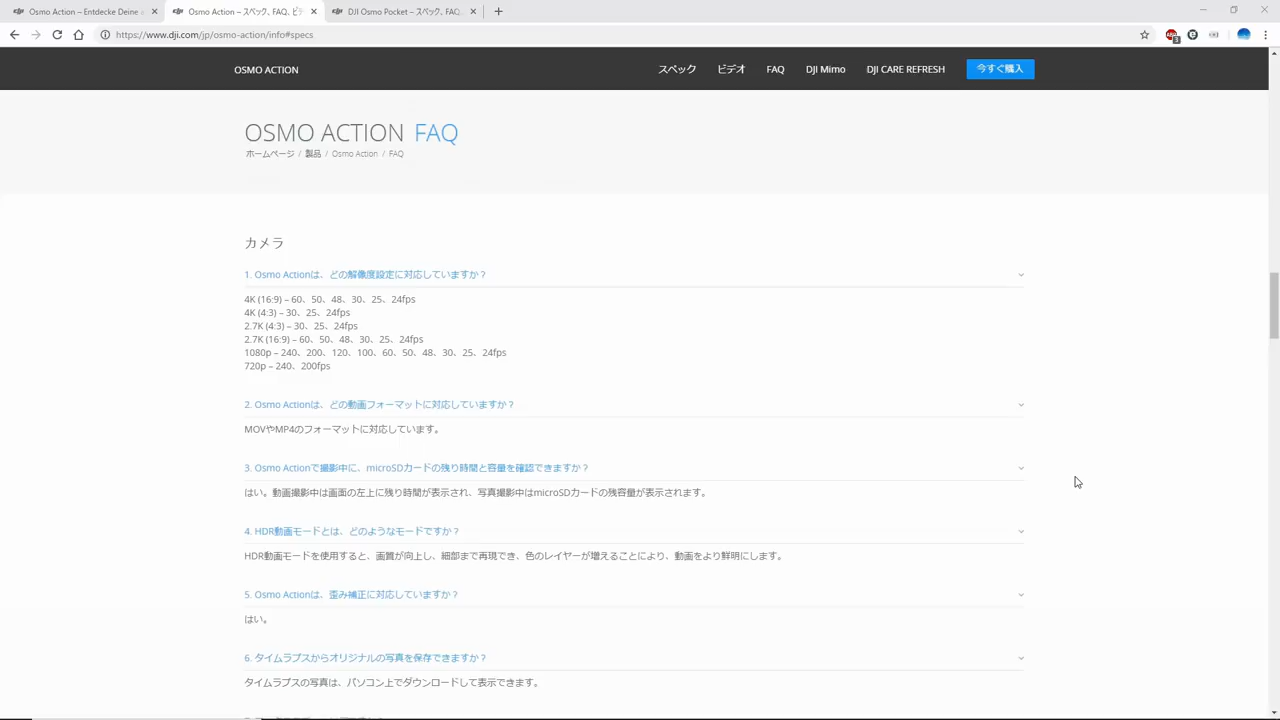 Osmo Action – Entdecke Deine
Osmo Action – スペック、FAQ、ビデ
DJI Osmo Pocket – スペック、FAQ、
https://www.dji.com/jp/osmo-action/info#specs
OSMO ACTION
スペック
ビデオ
FAQ
DJI Mimo
DJI CARE REFRESH
今すぐ購入
OSMO ACTION FAQ
ホームページ / 製品 / Osmo Action / FAQ
カメラ
1. Osmo Actionは、どの解像度設定に対応していますか？
4K (16:9) – 60、50、48、30、25、24fps
4K (4:3) – 30、25、24fps
2.7K (4:3) – 30、25、24fps
2.7K (16:9) – 60、50、48、30、25、24fps
1080p – 240、200、120、100、60、50、48、30、25、24fps
720p – 240、200fps
2. Osmo Actionは、どの動画フォーマットに対応していますか？
MOVやMP4のフォーマットに対応しています。
3. Osmo Actionで撮影中に、microSDカードの残り時間と容量を確認できますか？
はい。動画撮影中は画面の左上に残り時間が表示され、写真撮影中はmicroSDカードの残容量が表示されます。
4. HDR動画モードとは、どのようなモードですか？
HDR動画モードを使用すると、画質が向上し、細部まで再現でき、色のレイヤーが増えることにより、動画をより鮮明にします。
5. Osmo Actionは、歪み補正に対応していますか？
はい。
6. タイムラプスからオリジナルの写真を保存できますか？
タイムラプスの写真は、パソコン上でダウンロードして表示できます。